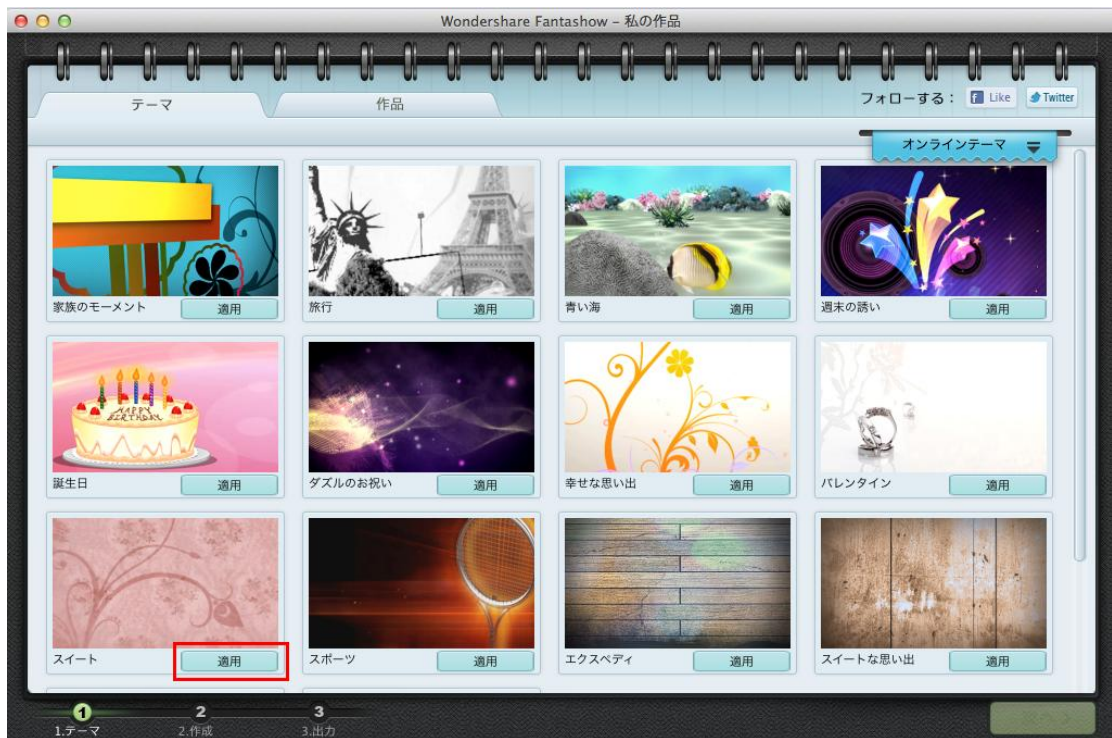 Wondershare Fantashow – 私の作品
テーマ
作品
フォローする：
Like
Twitter
オンラインテーマ
家族のモーメント
適用
旅行
適用
青い海
適用
週末の誘い
適用
HAPPY
BIRTHDAY
誕生日
適用
ダズルのお祝い
適用
幸せな思い出
適用
バレンタイン
適用
スイート
適用
スポーツ
適用
エクスペディ
適用
スイートな思い出
適用
1
2
3
1.テーマ
2.作成
3.出力